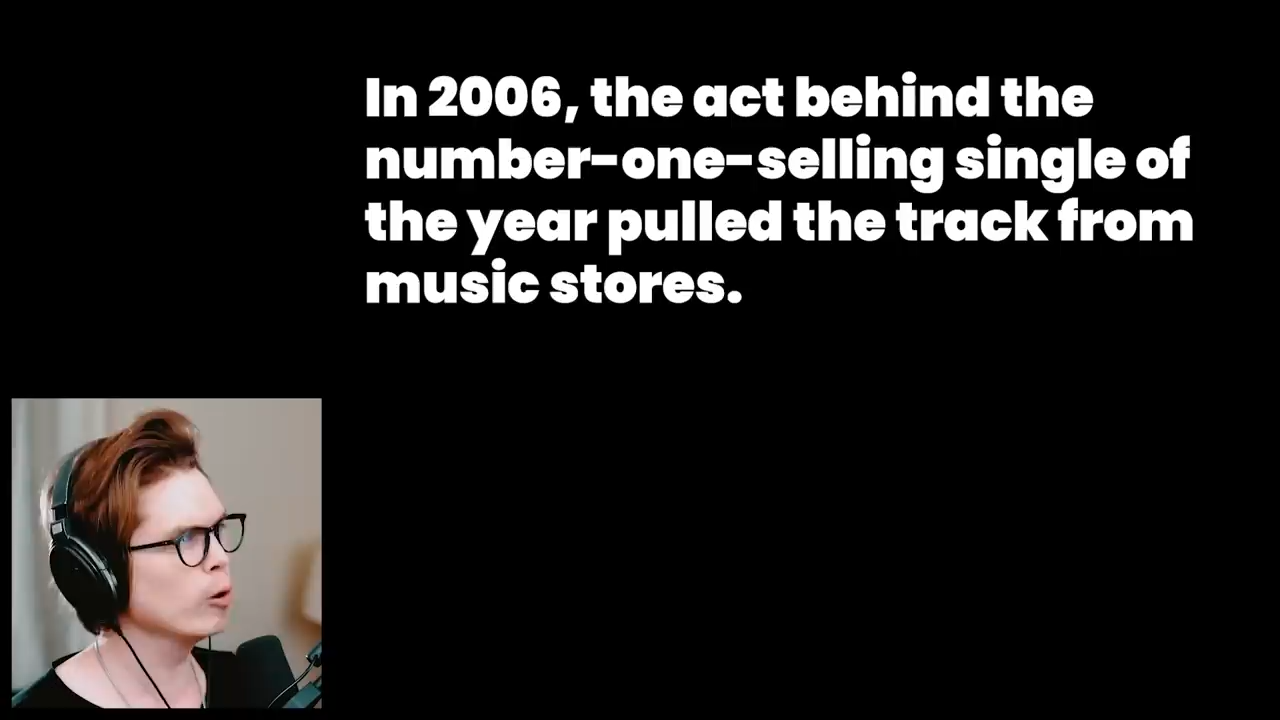 In 2006, the act behind the
number-one-selling single of
the year pulled the track from
music stores.